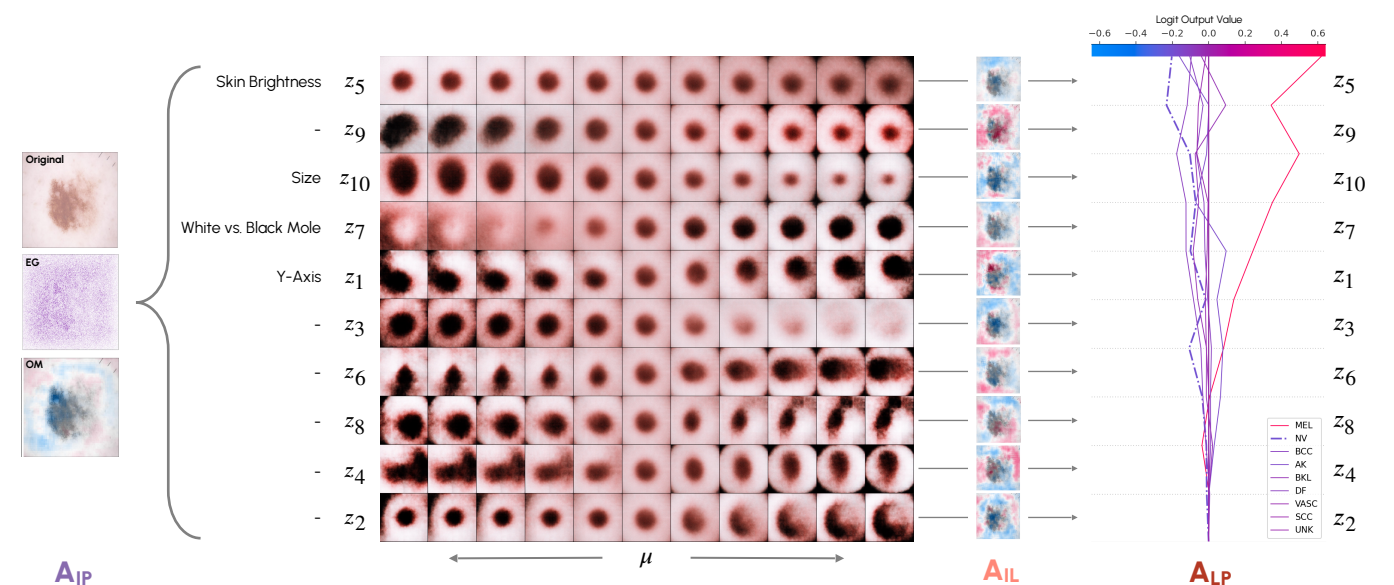 Logit Output Value
−0.6 −0.4 −0.2 0.0 0.2 0.4 0.6
Original
EG
OM
A_IP
Skin Brightness z5
- z9
Size z10
White vs. Black Mole z7
Y-Axis z1
- z3
- z6
- z8
- z4
- z2
μ
A_IL
z5
z9
z10
z7
z1
z3
z6
z8
z4
z2
MEL
NV
BCC
AK
BKL
DF
VASC
SCC
UNK
A_LP